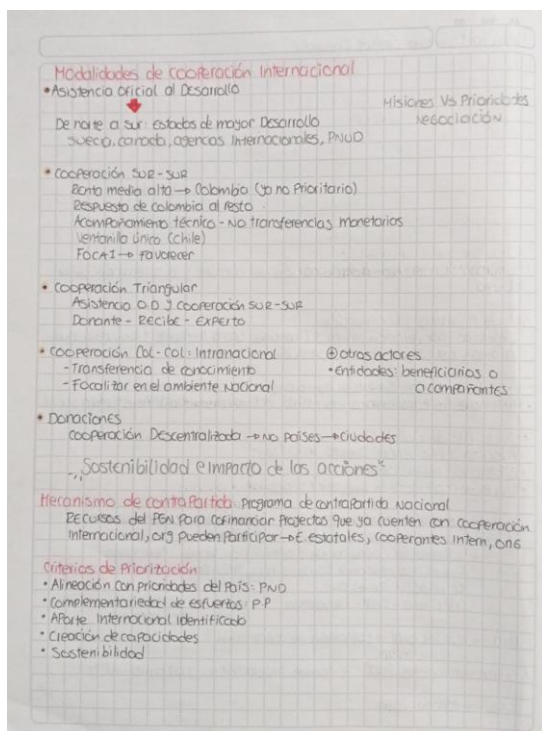 Modalidades de cooperación Internacional
• Asistencia oficial al Desarrollo
Misiones Vs Prioridades
Negociación
De norte a sur: estados de mayor Desarrollo
sueca, canada, agencas Internacionales, PNUD
• Cooperación SUR-SUR
Renta media alta → Colombia (ya no Prioritario)
Respuesta de colombia al resto
Acompañamiento técnico - No transferencias monetarias
Ventanilla única (chile)
FOCAI → Favorecer
• Cooperación Triangular
Asistencia O.D y Cooperación SUR-SUR
Donante - Recibe - Experto
• Cooperación Col-Col: Intranacional
- Transferencia de conocimiento
- Focalizar en el ambiente Nacional
⊕ otros actores
• Entidades: beneficiarios o
acompañantes
• Donaciones
Cooperación Descentralizada → No Países → Ciudades
"Sostenibilidad e Impacto de las acciones"
Mecanismo de contraPartida: Programa de contrapartida Nacional
Recursos del PGN Para cofinanciar Proyectos que ya cuenten con cooperación
Internacional, org pueden Participar → E. estatales, Cooperantes Intern, ONG
Criterios de Priorización
• Alineación con prioridades del País: PND
• Complementariedad de esfuerzos: P.P
• Aporte Internacional identificado
• Creación de capacidades
• Sostenibilidad